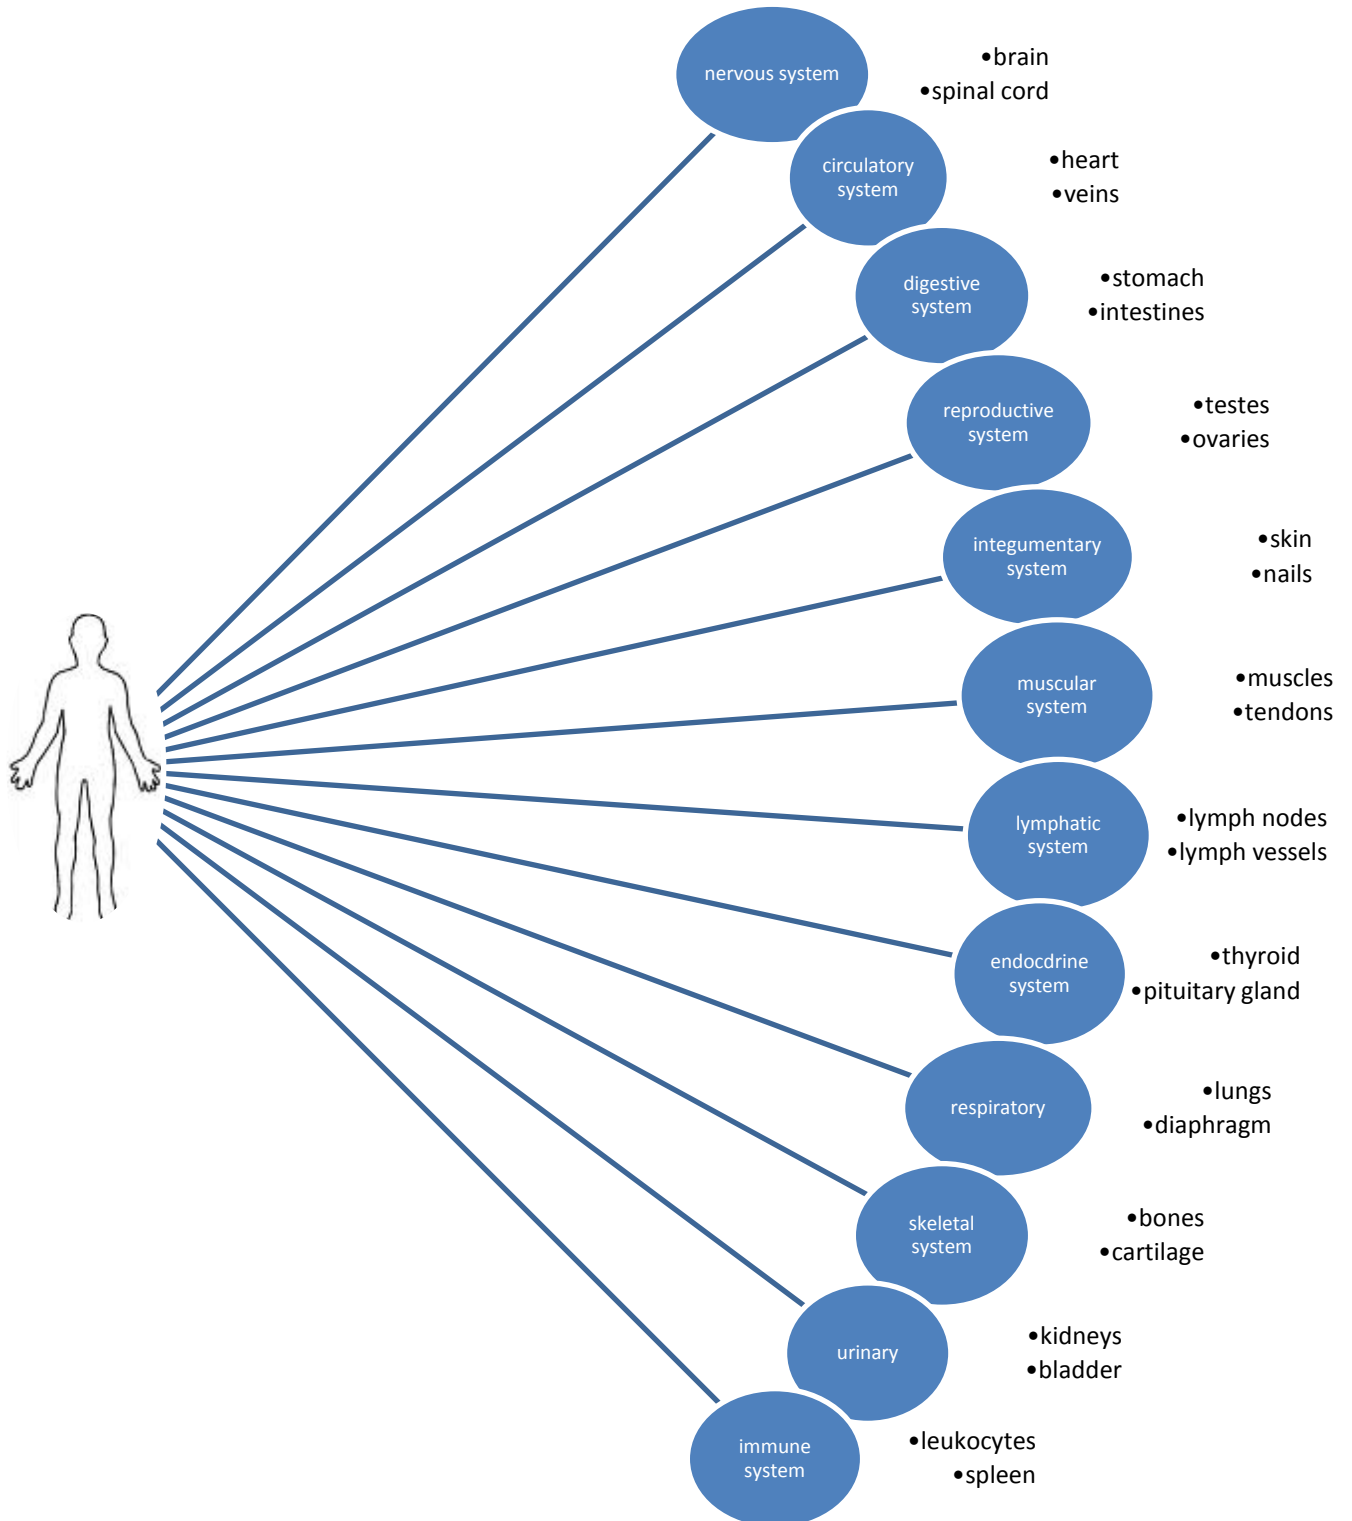 nervous system
•brain
•spinal cord
circulatory
system
•heart
•veins
digestive
system
•stomach
•intestines
reproductive
system
•testes
•ovaries
integumentary
system
•skin
•nails
muscular
system
•muscles
•tendons
lymphatic
system
•lymph nodes
•lymph vessels
endocdrine
system
•thyroid
•pituitary gland
respiratory
•lungs
•diaphragm
skeletal
system
•bones
•cartilage
urinary
•kidneys
•bladder
immune
system
•leukocytes
•spleen